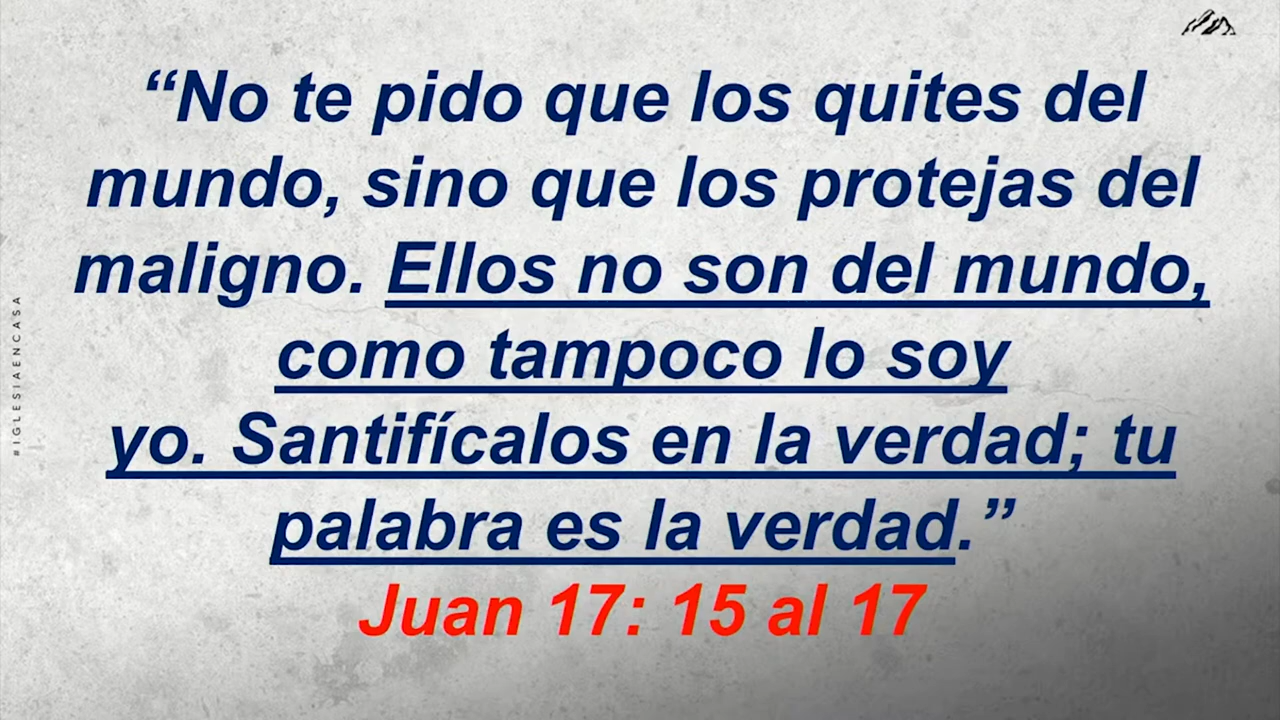 “No te pido que los quites del
mundo, sino que los protejas del
maligno. Ellos no son del mundo,
como tampoco lo soy
yo. Santifícalos en la verdad; tu
palabra es la verdad.”
Juan 17: 15 al 17
#IGLESIAENCASA